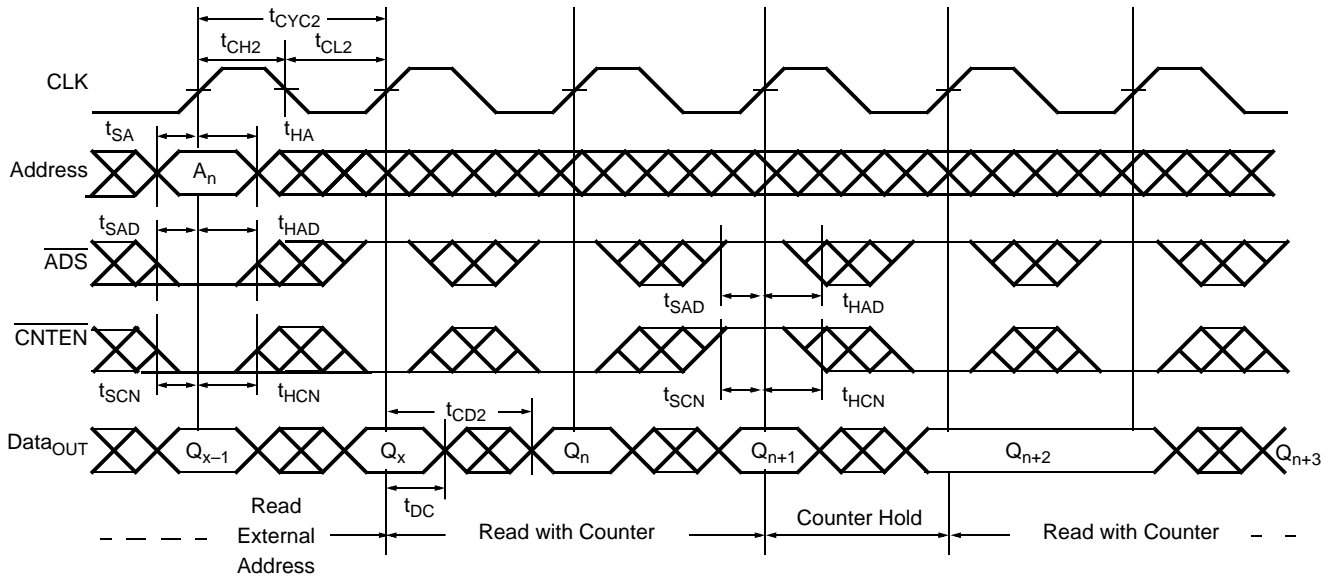 tCYC2
tCH2 tCL2
CLK
tSA tHA
Address An
tSAD tHAD
ADS
tSAD tHAD
CNTEN
tSCN tHCN tSCN tHCN
tCD2
DataOUT Qx–1 Qx Qn Qn+1 Qn+2 Qn+3
tDC
Read
External
Address
Read with Counter
Counter Hold
Read with Counter